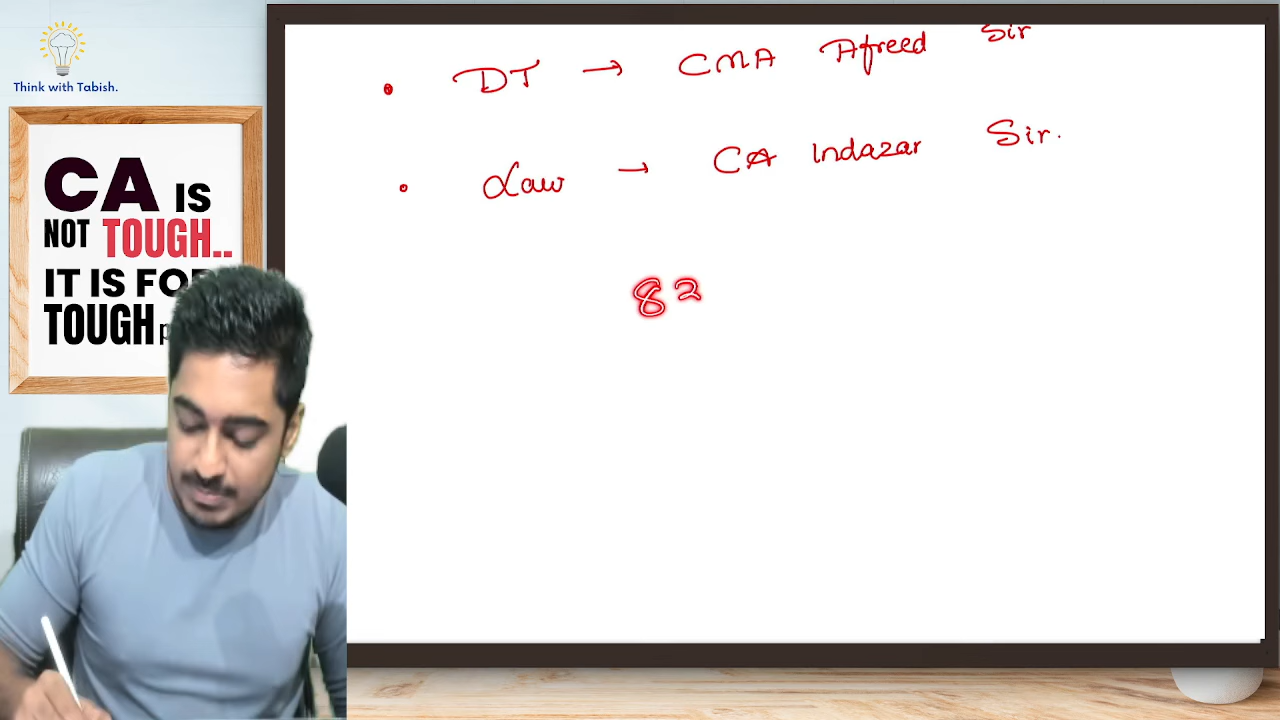 Think with Tabish.
CA IS
NOT TOUGH..
IT IS FOR
TOUGH p
• DT → CMA Afreed Sir
• Law → CA Indazar Sir.
82